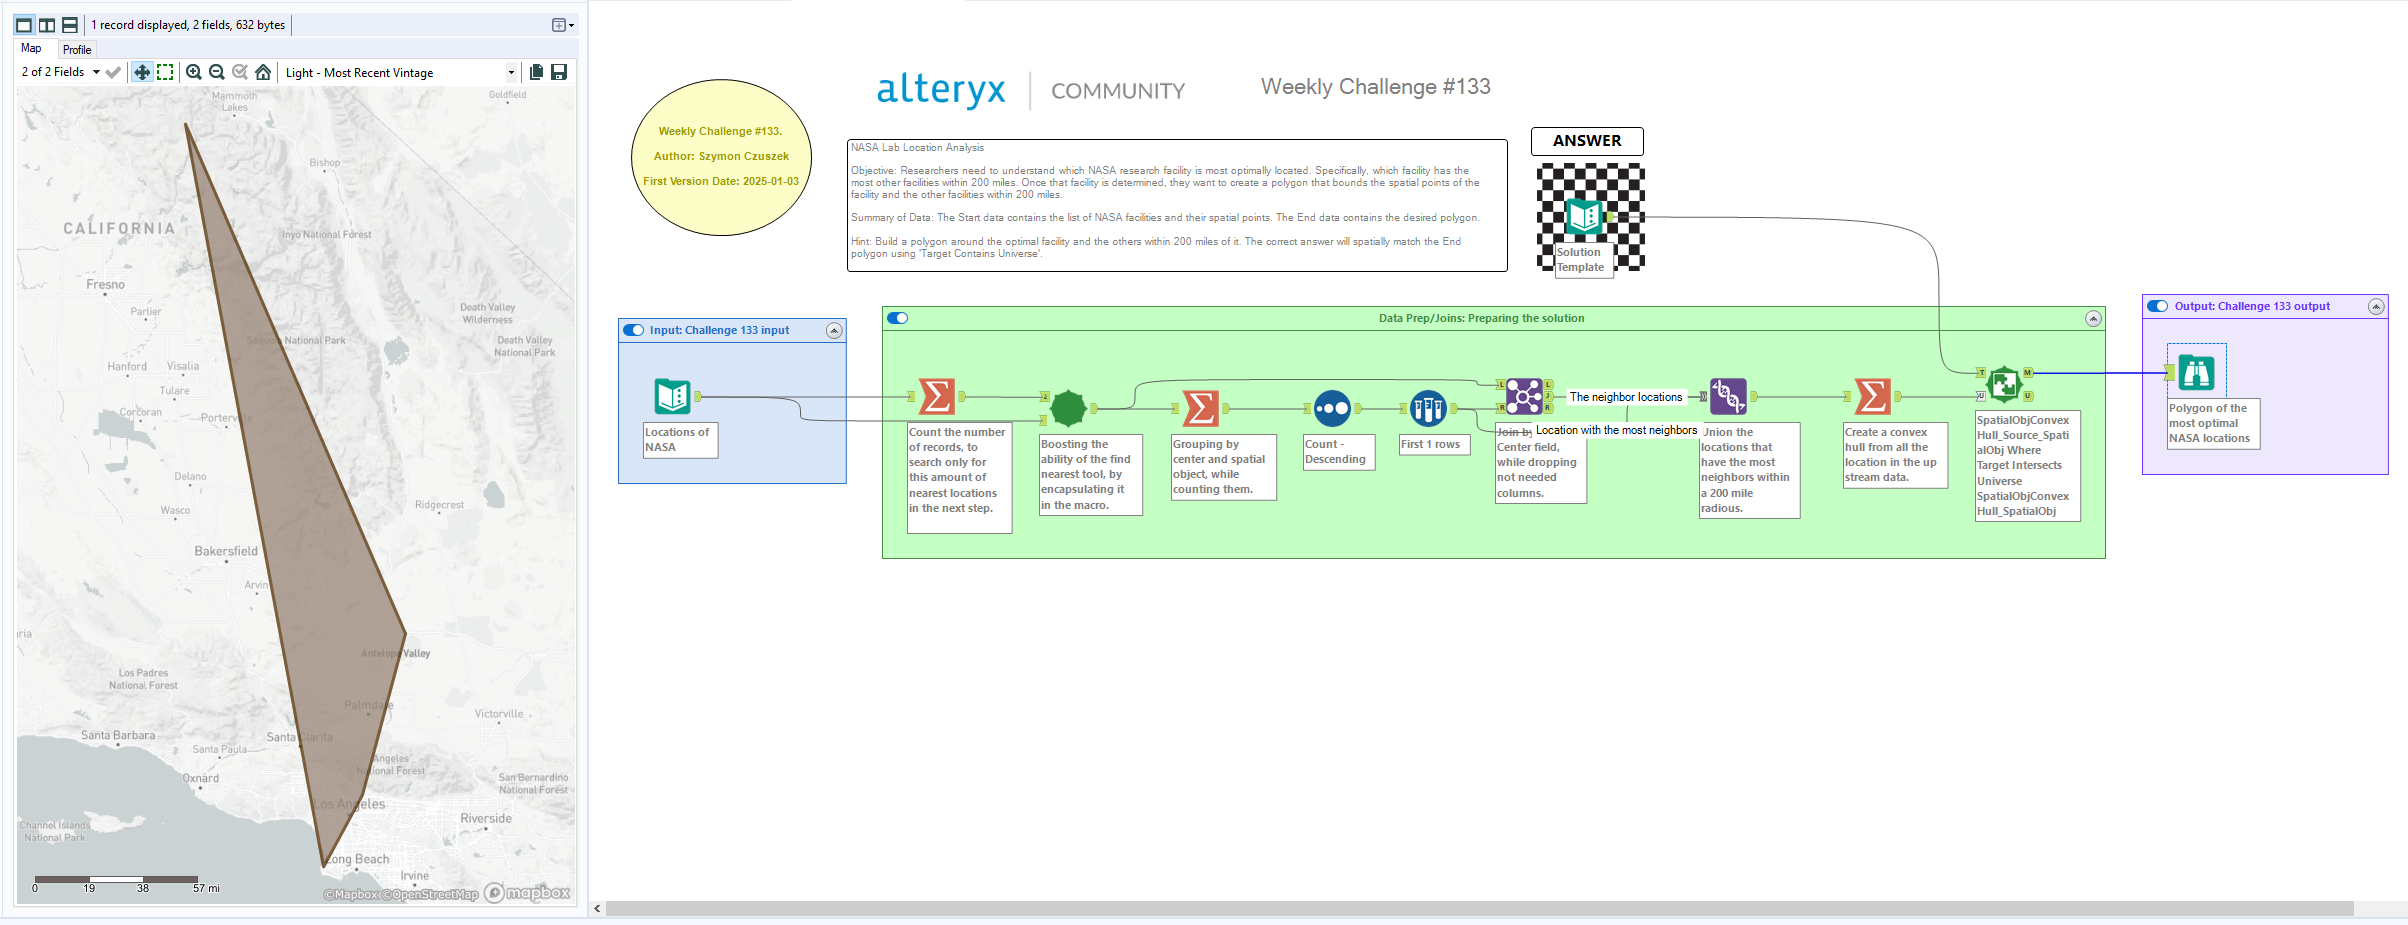 1 record displayed, 2 fields, 632 bytes
Map
Profile
2 of 2 Fields
Light - Most Recent Vintage
Mammoth
Lakes
Goldfield
Bishop
CALIFORNIA
Inyo National Forest
Fresno
Parlier
Death Valley
Wilderness
Sequoia National Park
Death Valley
National Park
Hanford
Visalia
Tulare
Corcoran
Porterville
Delano
Ridgecrest
Wasco
Bakersfield
Arvin
Antelope Valley
Los Padres
National Forest
Palmdale
Victorville
Santa Barbara
Santa Clarita
Santa Paula
Angeles
National Forest
Oxnard
San Bernardino
National Forest
Los Angeles
Riverside
Channel Islands
National Park
Long Beach
Irvine
0 19 38 57 mi
©Mapbox ©OpenStreetMap mapbox
Weekly Challenge #133.
Author: Szymon Czuszek
First Version Date: 2025-01-03
alteryx COMMUNITY
Weekly Challenge #133
NASA Lab Location Analysis
Objective: Researchers need to understand which NASA research facility is most optimally located. Specifically, which facility has the
most other facilities within 200 miles. Once that facility is determined, they want to create a polygon that bounds the spatial points of the
facility and the other facilities within 200 miles.
Summary of Data: The Start data contains the list of NASA facilities and their spatial points. The End data contains the desired polygon.
Hint: Build a polygon around the optimal facility and the others within 200 miles of it. The correct answer will spatially match the End
polygon using 'Target Contains Universe'.
ANSWER
Solution
Template
Input: Challenge 133 input
Locations of
NASA
Data Prep/Joins: Preparing the solution
Count the number
of records, to
search only for
this amount of
nearest locations
in the next step.
Boosting the
ability of the find
nearest tool, by
encapsulating it
in the macro.
Grouping by
center and spatial
object, while
counting them.
Count -
Descending
First 1 rows
L
R
L
J
R
The neighbor locations
Location with the most neighbors
Join by
Center field,
while dropping
not needed
columns.
Union the
locations that
have the most
neighbors within
a 200 mile
radious.
Create a convex
hull from all the
location in the up
stream data.
T
U
M
U
SpatialObjConvex
Hull_Source_Spati
alObj Where
Target Intersects
Universe
SpatialObjConvex
Hull_SpatialObj
Output: Challenge 133 output
Polygon of the
most optimal
NASA locations